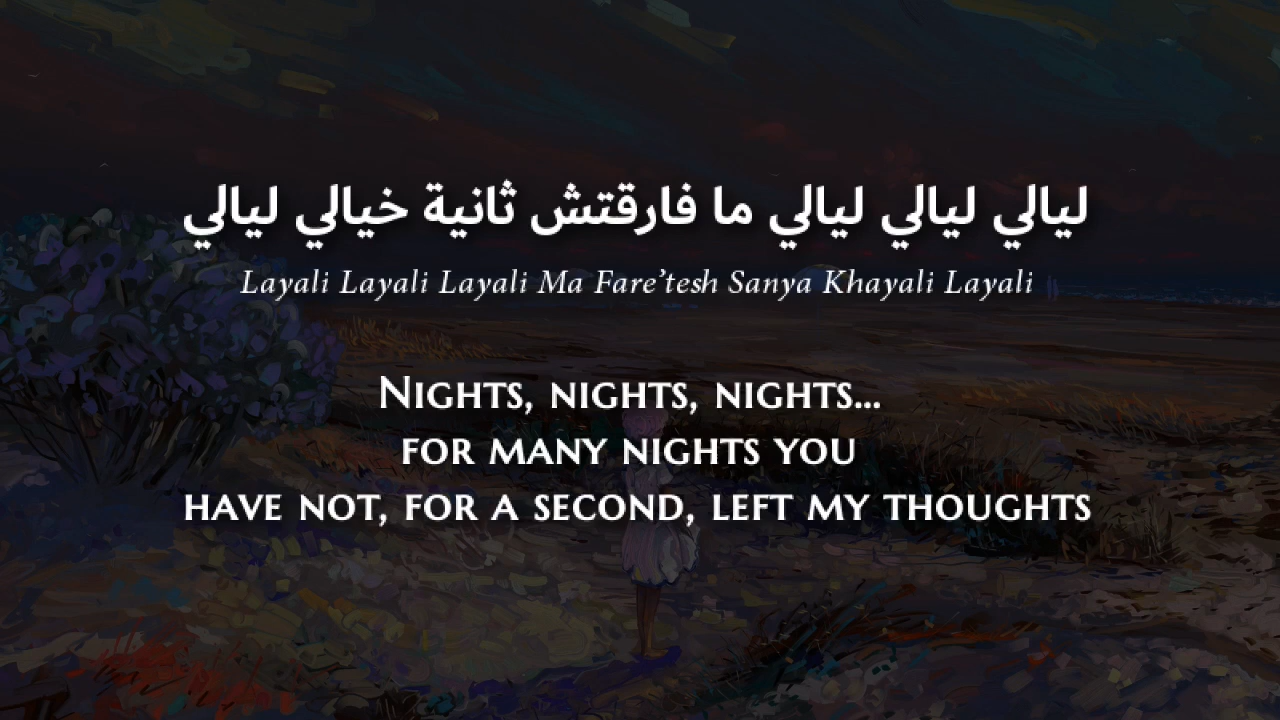 ليالي ليالي ليالي ما فارقتش ثانية خيالي ليالي
Layali Layali Layali Ma Fare’tesh Sanya Khayali Layali
Nights, nights, nights...
for many nights you
have not, for a second, left my thoughts